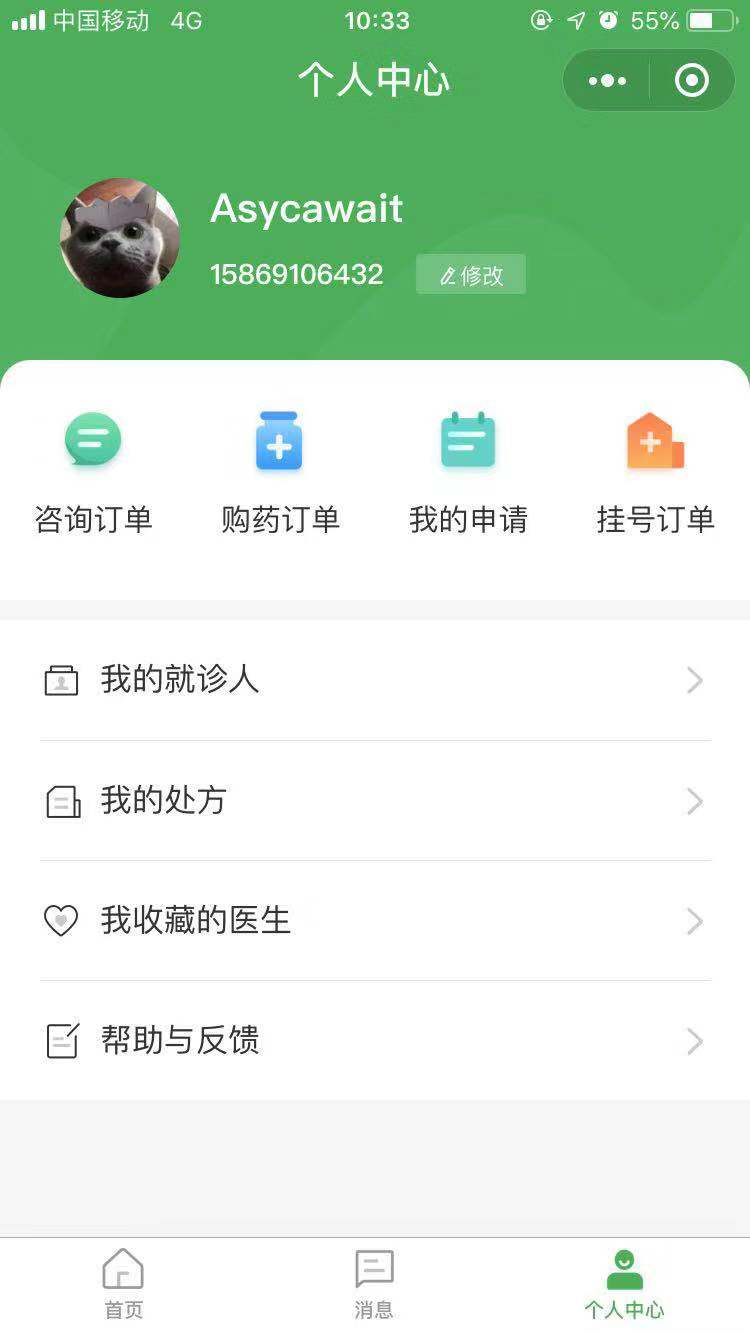 中国移动 4G 10:33 55%
个人中心
Asycawait
15869106432 修改
咨询订单 购药订单 我的申请 挂号订单
我的就诊人
我的处方
我收藏的医生
帮助与反馈
首页 消息 个人中心